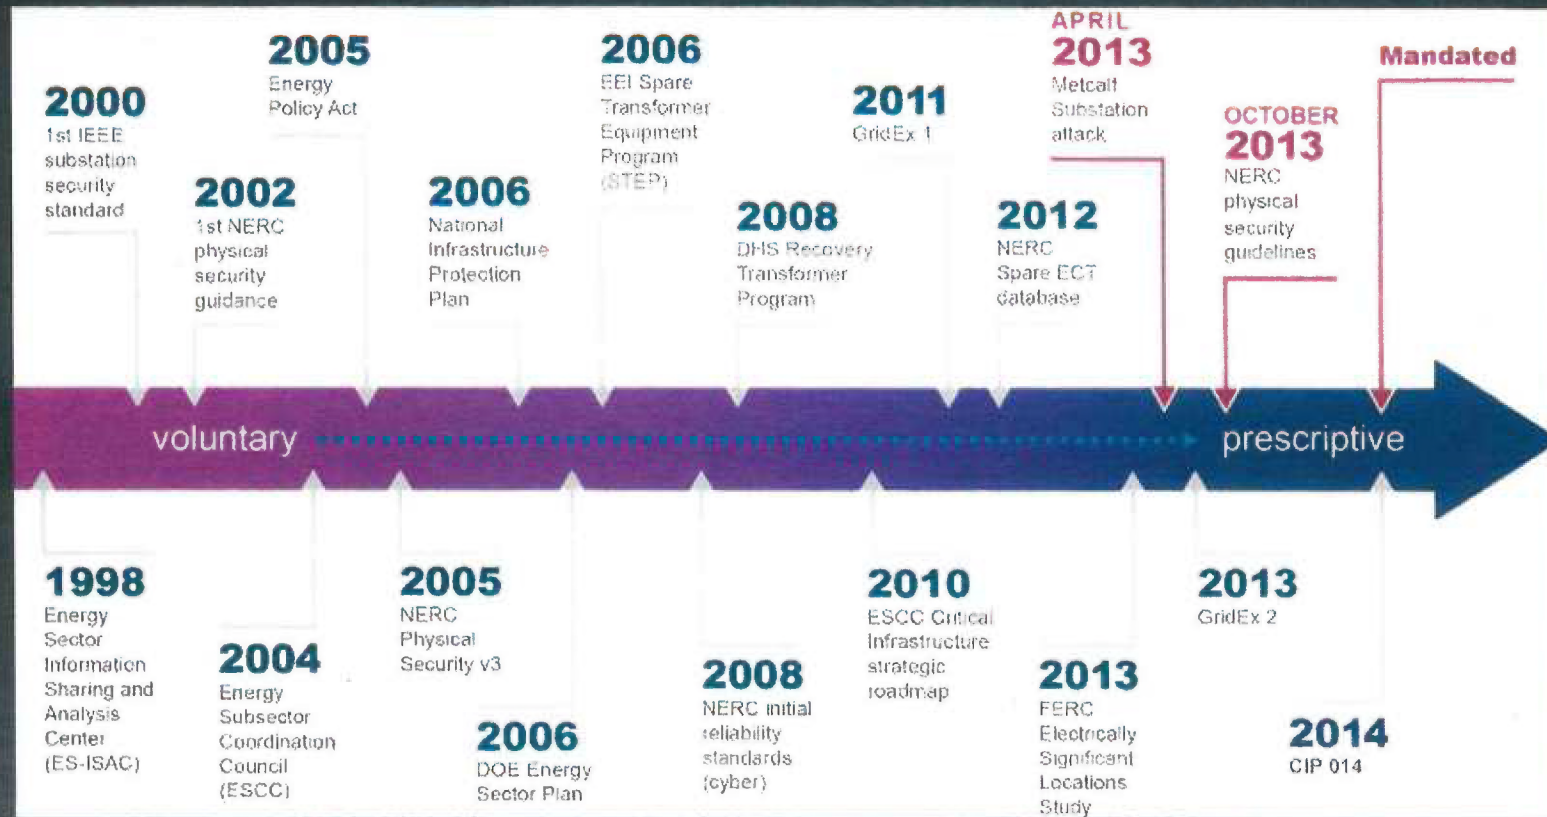 2000
1st IEEE
substation
security
standard
2002
1st NERC
physical
security
guidance
2005
Energy
Policy Act
2006
National
Infrastructure
Protection
Plan
2006
EEI Spare
Transformer
Equipment
Program
(STEP)
2008
DHS Recovery
Transformer
Program
2011
GridEx 1
2012
NERC
Spare ECT
database
APRIL
2013
Metcalf
Substation
attack
OCTOBER
2013
NERC
physical
security
guidelines
Mandated
voluntary
prescriptive
1998
Energy
Sector
Information
Sharing and
Analysis
Center
(ES-ISAC)
2004
Energy
Subsector
Coordination
Council
(ESCC)
2005
NERC
Physical
Security v3
2006
DOE Energy
Sector Plan
2008
NERC initial
reliability
standards
(cyber)
2010
ESCC Critical
Infrastructure
strategic
roadmap
2013
FERC
Electrically
Significant
Locations
Study
2013
GridEx 2
2014
CIP 014